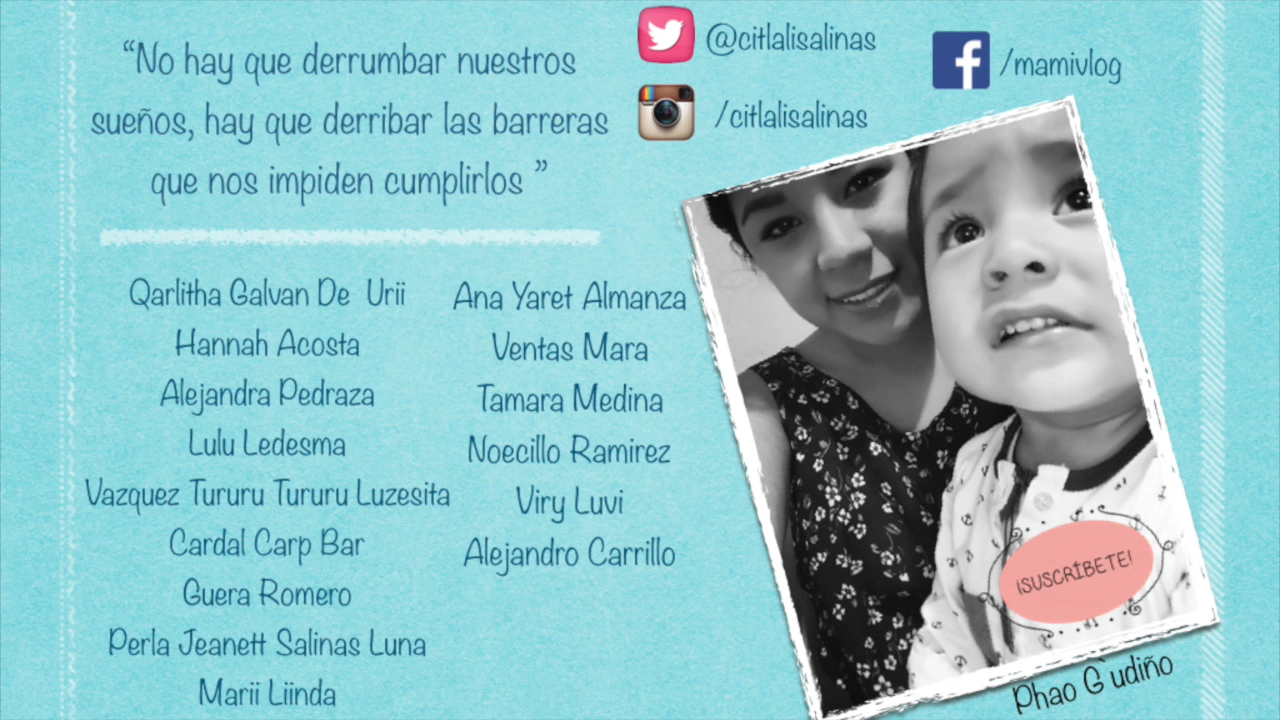 “No hay que derrumbar nuestros
sueños, hay que derribar las barreras
que nos impiden cumplirlos ”
@citlalisalinas
/citlalisalinas
/mamivlog
Qarlitha Galvan De Urii
Hannah Acosta
Alejandra Pedraza
Lulu Ledesma
Vazquez Tururu Tururu Luzesita
Cardal Carp Bar
Guera Romero
Perla Jeanett Salinas Luna
Marii Liinda
Ana Yaret Almanza
Ventas Mara
Tamara Medina
Noecillo Ramirez
Viry Luvi
Alejandro Carrillo
¡SUSCRÍBETE!
Phao G`udiño